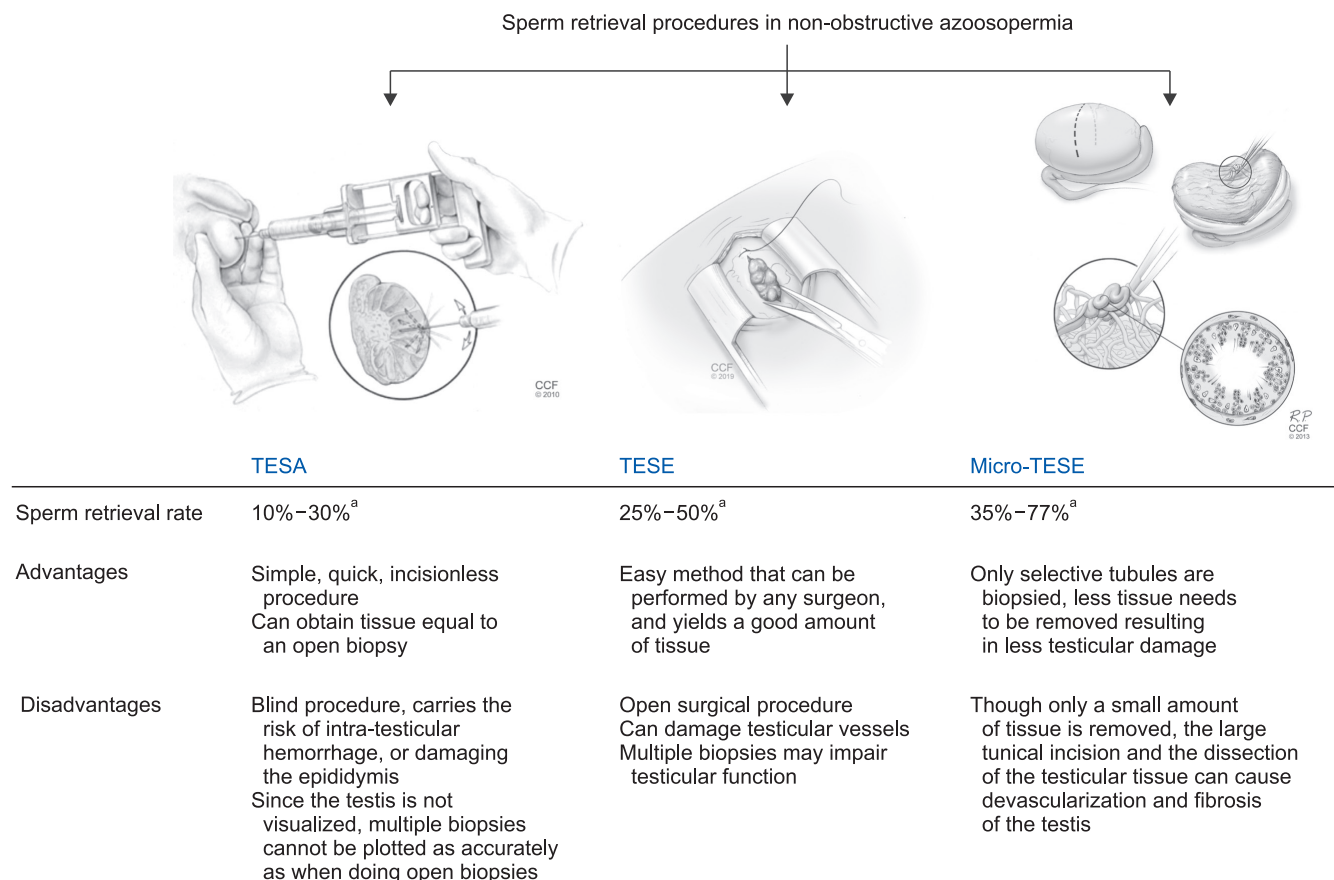 Sperm retrieval procedures in non-obstructive azoospermia
CCF
© 2010
CCF
© 2019
RP
CCF
© 2013
TESA
TESE
Micro-TESE
Sperm retrieval rate
10%–30%a
25%–50%a
35%–77%a
Advantages
Simple, quick, incisionless
procedure
Can obtain tissue equal to
an open biopsy
Easy method that can be
performed by any surgeon,
and yields a good amount
of tissue
Only selective tubules are
biopsied, less tissue needs
to be removed resulting
in less testicular damage
Disadvantages
Blind procedure, carries the
risk of intra-testicular
hemorrhage, or damaging
the epididymis
Since the testis is not
visualized, multiple biopsies
cannot be plotted as accurately
as when doing open biopsies
Open surgical procedure
Can damage testicular vessels
Multiple biopsies may impair
testicular function
Though only a small amount
of tissue is removed, the large
tunical incision and the dissection
of the testicular tissue can cause
devascularization and fibrosis
of the testis